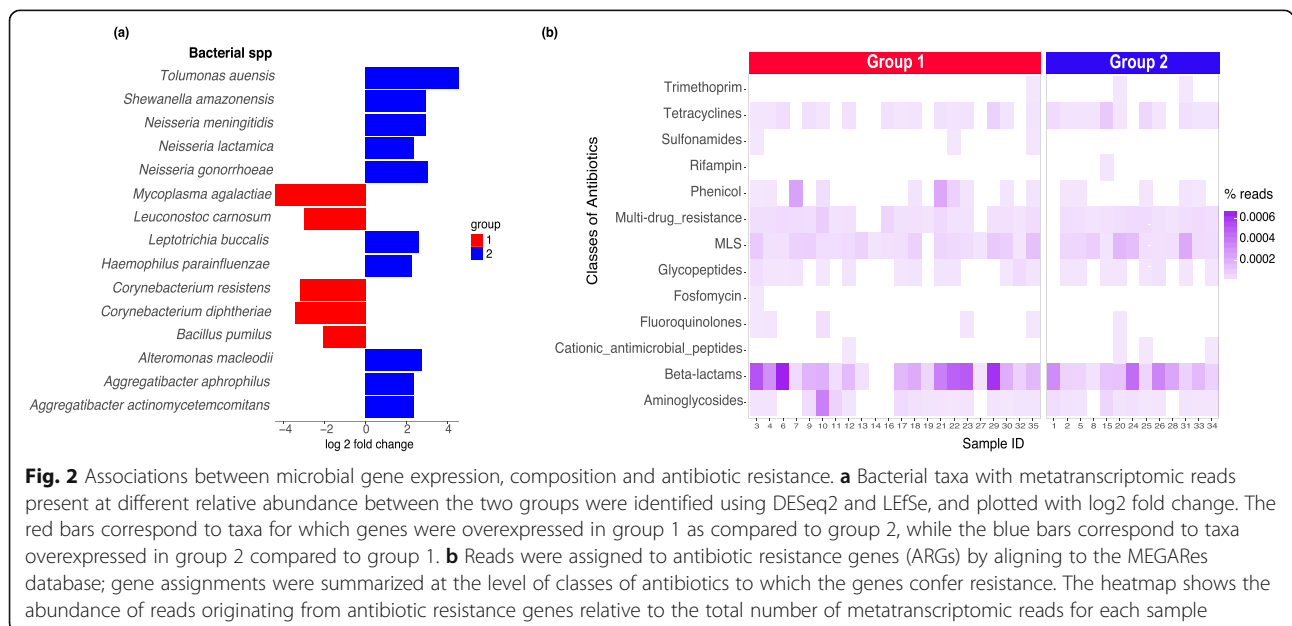 (a)
Bacterial spp
Tolumonas auensis
Shewanella amazonensis
Neisseria meningitidis
Neisseria lactamica
Neisseria gonorrhoeae
Mycoplasma agalactiae
Leuconostoc carnosum
Leptotrichia buccalis
Haemophilus parainfluenzae
Corynebacterium resistens
Corynebacterium diphtheriae
Bacillus pumilus
Alteromonas macleodii
Aggregatibacter aphrophilus
Aggregatibacter actinomycetemcomitans
−4 −2 0 2 4
log 2 fold change
group
1
2
(b)
Group 1 Group 2
Classes of Antibiotics
Trimethoprim
Tetracyclines
Sulfonamides
Rifampin
Phenicol
Multi-drug_resistance
MLS
Glycopeptides
Fosfomycin
Fluoroquinolones
Cationic_antimicrobial_peptides
Beta-lactams
Aminoglycosides
3 4 6 7 9 10 11 12 13 14 16 17 18 19 21 22 23 27 29 30 32 35 1 2 5 8 15 20 24 25 26 28 31 33 34
Sample ID
% reads
0.0006
0.0004
0.0002
Fig. 2 Associations between microbial gene expression, composition and antibiotic resistance. a Bacterial taxa with metatranscriptomic reads
present at different relative abundance between the two groups were identified using DESeq2 and LEfSe, and plotted with log2 fold change. The
red bars correspond to taxa for which genes were overexpressed in group 1 as compared to group 2, while the blue bars correspond to taxa
overexpressed in group 2 compared to group 1. b Reads were assigned to antibiotic resistance genes (ARGs) by aligning to the MEGARes
database; gene assignments were summarized at the level of classes of antibiotics to which the genes confer resistance. The heatmap shows the
abundance of reads originating from antibiotic resistance genes relative to the total number of metatranscriptomic reads for each sample